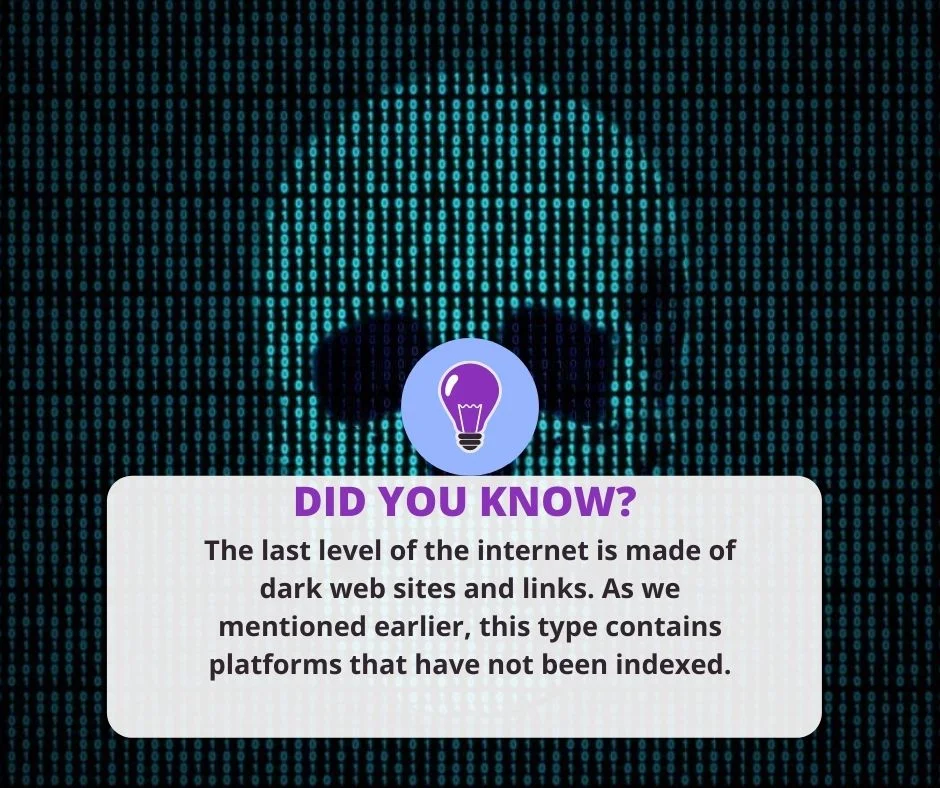 DID YOU KNOW?
The last level of the internet is made of
dark web sites and links. As we
mentioned earlier, this type contains
platforms that have not been indexed.